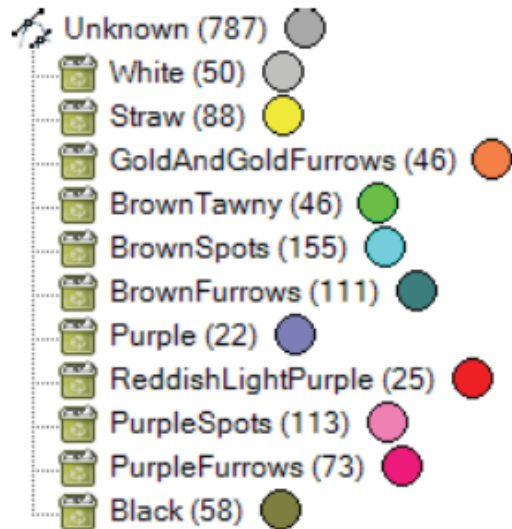 Unknown (787)
White (50)
Straw (88)
GoldAndGoldFurrows (46)
BrownTawny (46)
BrownSpots (155)
BrownFurrows (111)
Purple (22)
ReddishLightPurple (25)
PurpleSpots (113)
PurpleFurrows (73)
Black (58)